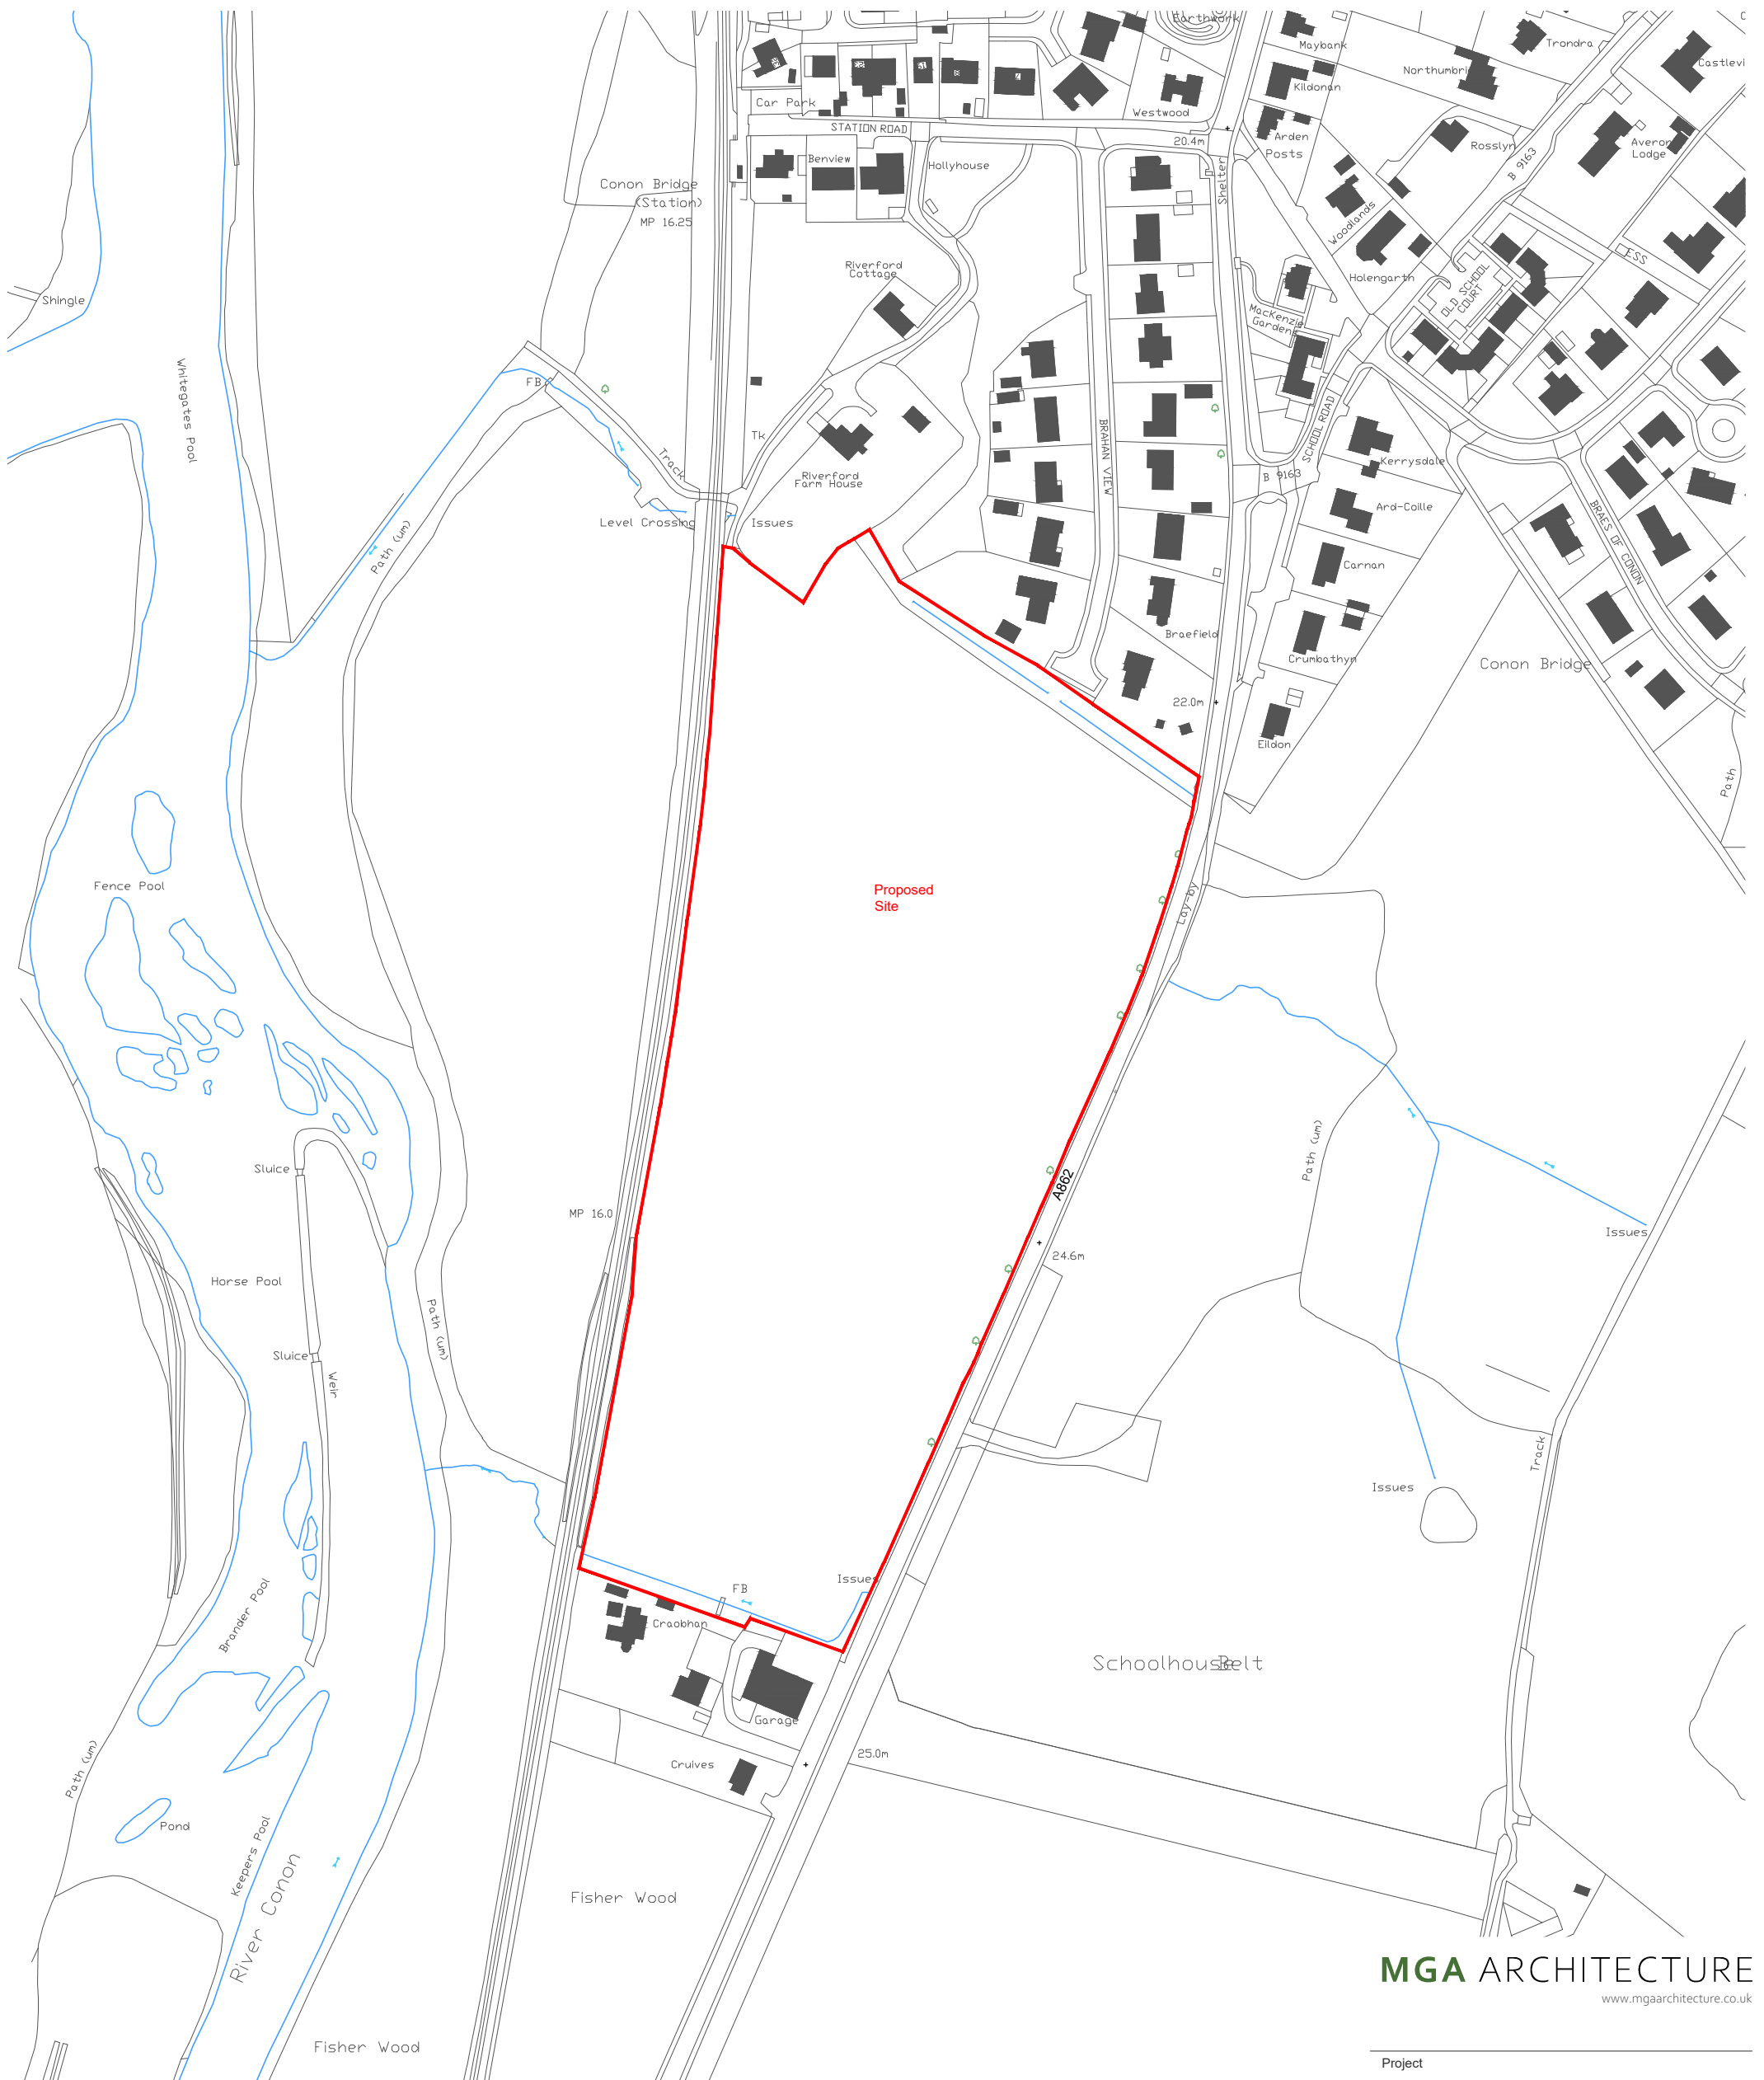 Earthwork
Maybank
Trondra
Castlevi
Northumbri
Kildonan
Car Park
Westwood
STATION ROAD
20.4m
Arden
Posts
Rosslyn
Averon
Lodge
B 9163
Benview
Hollyhouse
Shelter
Conon Bridge
(Station)
MP 16.25
Woodlands
Holengarth
ESS
Riverford
Cottage
OLD SCHOOL
COURT
Shingle
MacKenzie
Gardens
Whitegates Pool
FB
Tk
Track
BRAHAN VIEW
SCHOOL ROAD
Kerrysdale
B 9163
Riverford
Farm House
Ard-Coille
Level Crossing
Issues
Path (um)
BRAES OF CONON
Carnan
Braefield
Crumbathyn
Conon Bridge
22.0m
Eildon
Path
Fence Pool
Proposed
Site
Lay-by
Path (um)
Sluice
A862
MP 16.0
Issues
24.6m
Horse Pool
Path (um)
Sluice
Weir
Track
Issues
Issues
FB
Brander Pool
Craobhan
Schoolhouse Belt
Garage
25.0m
Path (um)
Cruives
Pond
Keepers Pool
River Conon
Fisher Wood
Fisher Wood
MGA ARCHITECTURE
www.mgaarchitecture.co.uk
Project